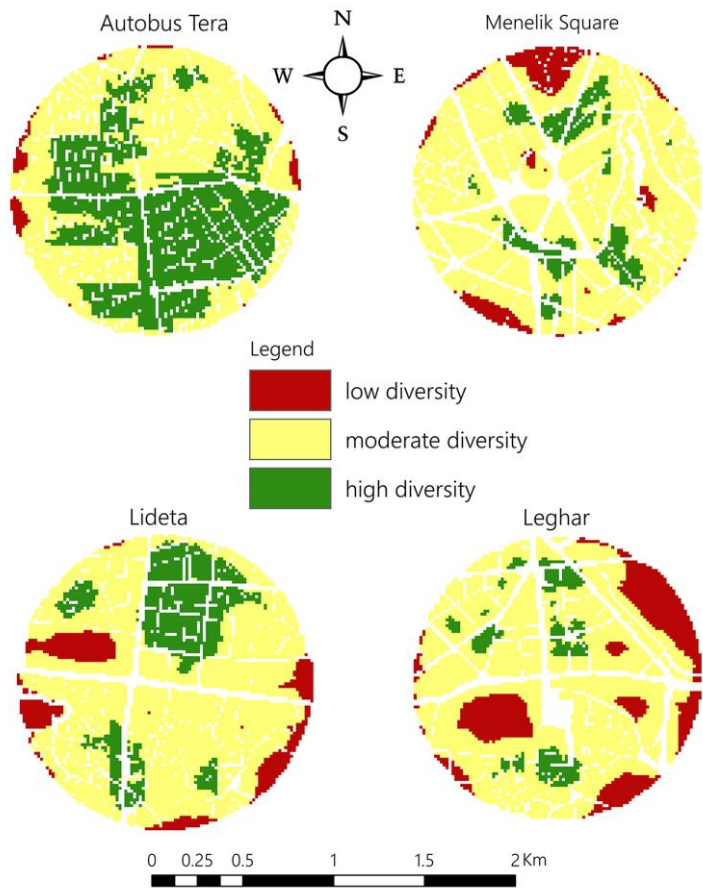 Autobus Tera
N
Menelik Square
W
E
S
Legend
low diversity
moderate diversity
high diversity
Lideta
Leghar
0 0.25 0.5 1 1.5 2 Km